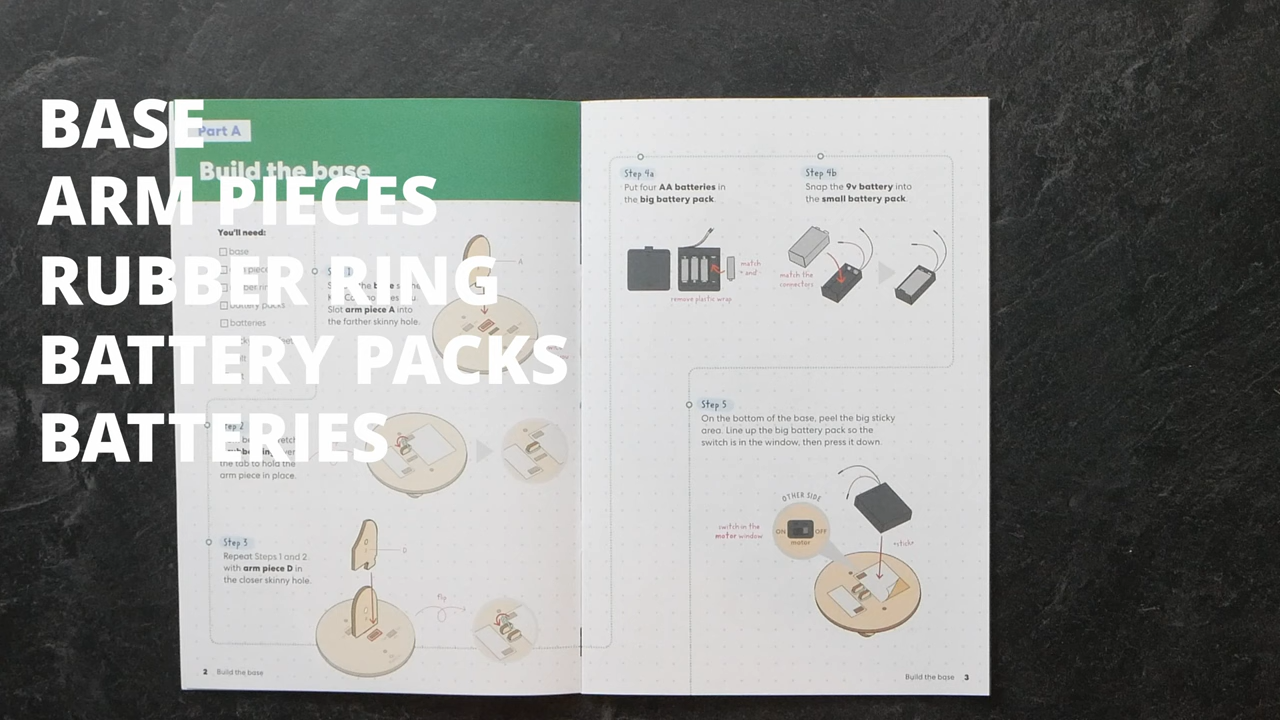 BASE
ARM PIECES
RUBBER RING
BATTERY PACKS
BATTERIES
Part A
Build the base
You'll need:
base
batteries
Slot arm piece A into
the farther skinny hole.
A
Step 2
the tab to hold the
arm piece in place.
Step 3
Repeat Steps 1 and 2
with arm piece D in
the closer skinny hole.
D
flip
2 Build the base
Step 4a
Put four AA batteries in
the big battery pack.
match
+ and -
remove plastic wrap
Step 4b
Snap the 9v battery into
the small battery pack.
match the
connectors
Step 5
On the bottom of the base, peel the big sticky
area. Line up the big battery pack so the
switch is in the window, then press it down.
OTHER SIDE
switch in the
motor window
ON OFF
motor
Build the base 3